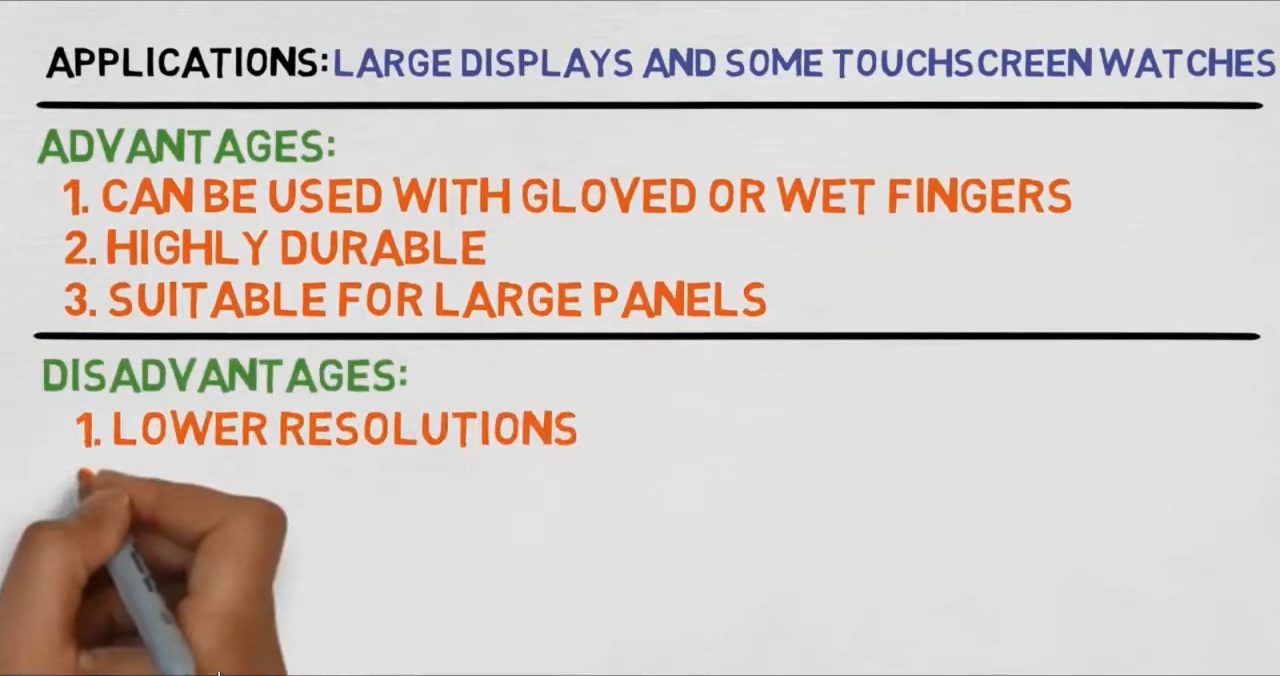 APPLICATIONS: LARGE DISPLAYS AND SOME TOUCHSCREEN WATCHES
ADVANTAGES:
1. CAN BE USED WITH GLOVED OR WET FINGERS
2. HIGHLY DURABLE
3. SUITABLE FOR LARGE PANELS
DISADVANTAGES:
1. LOWER RESOLUTIONS